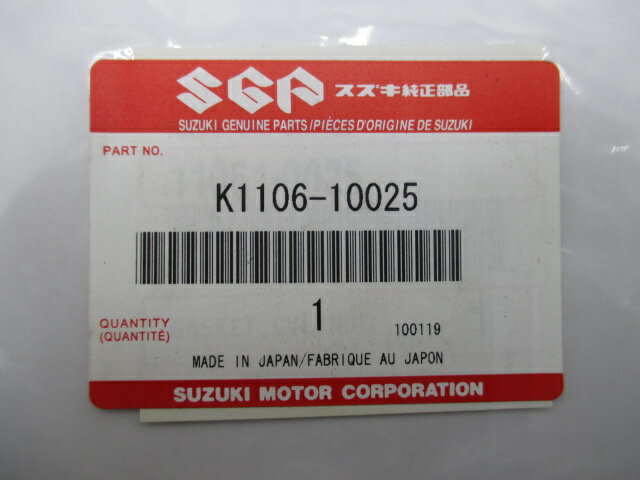 SGP スズキ純正部品
SUZUKI GENUINE PARTS/PIÈCES D'ORIGINE DE SUZUKI
PART NO.
K1106-10025
QUANTITY
(QUANTITÉ)
1
100119
MADE IN JAPAN/FABRIQUE AU JAPON
SUZUKI MOTOR CORPORATION